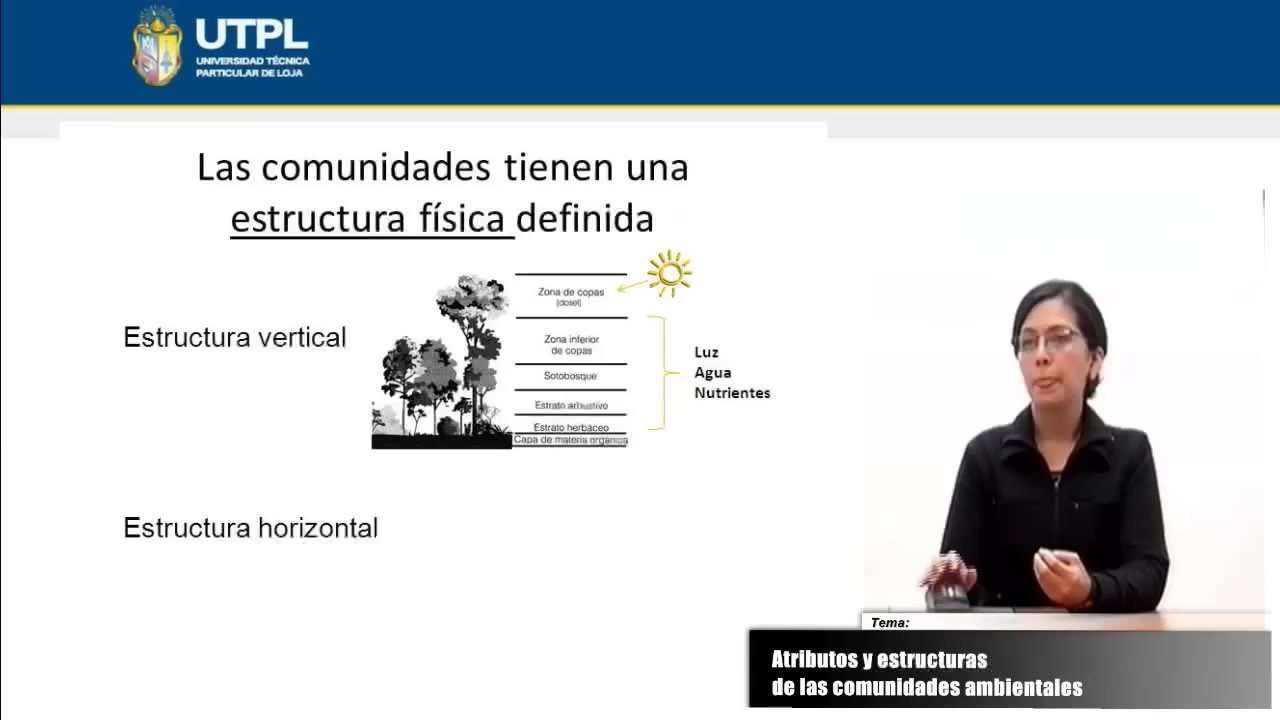 UTPL
UNIVERSIDAD TÉCNICA
PARTICULAR DE LOJA
Las comunidades tienen una
estructura física definida
Estructura vertical
Zona de copas
(dosel)
Zona inferior
de copas
Sotobosque
Estrato arbustivo
Estrato herbáceo
Capa de materia orgánica
Luz
Agua
Nutrientes
Estructura horizontal
Tema:
Atributos y estructuras
de las comunidades ambientales